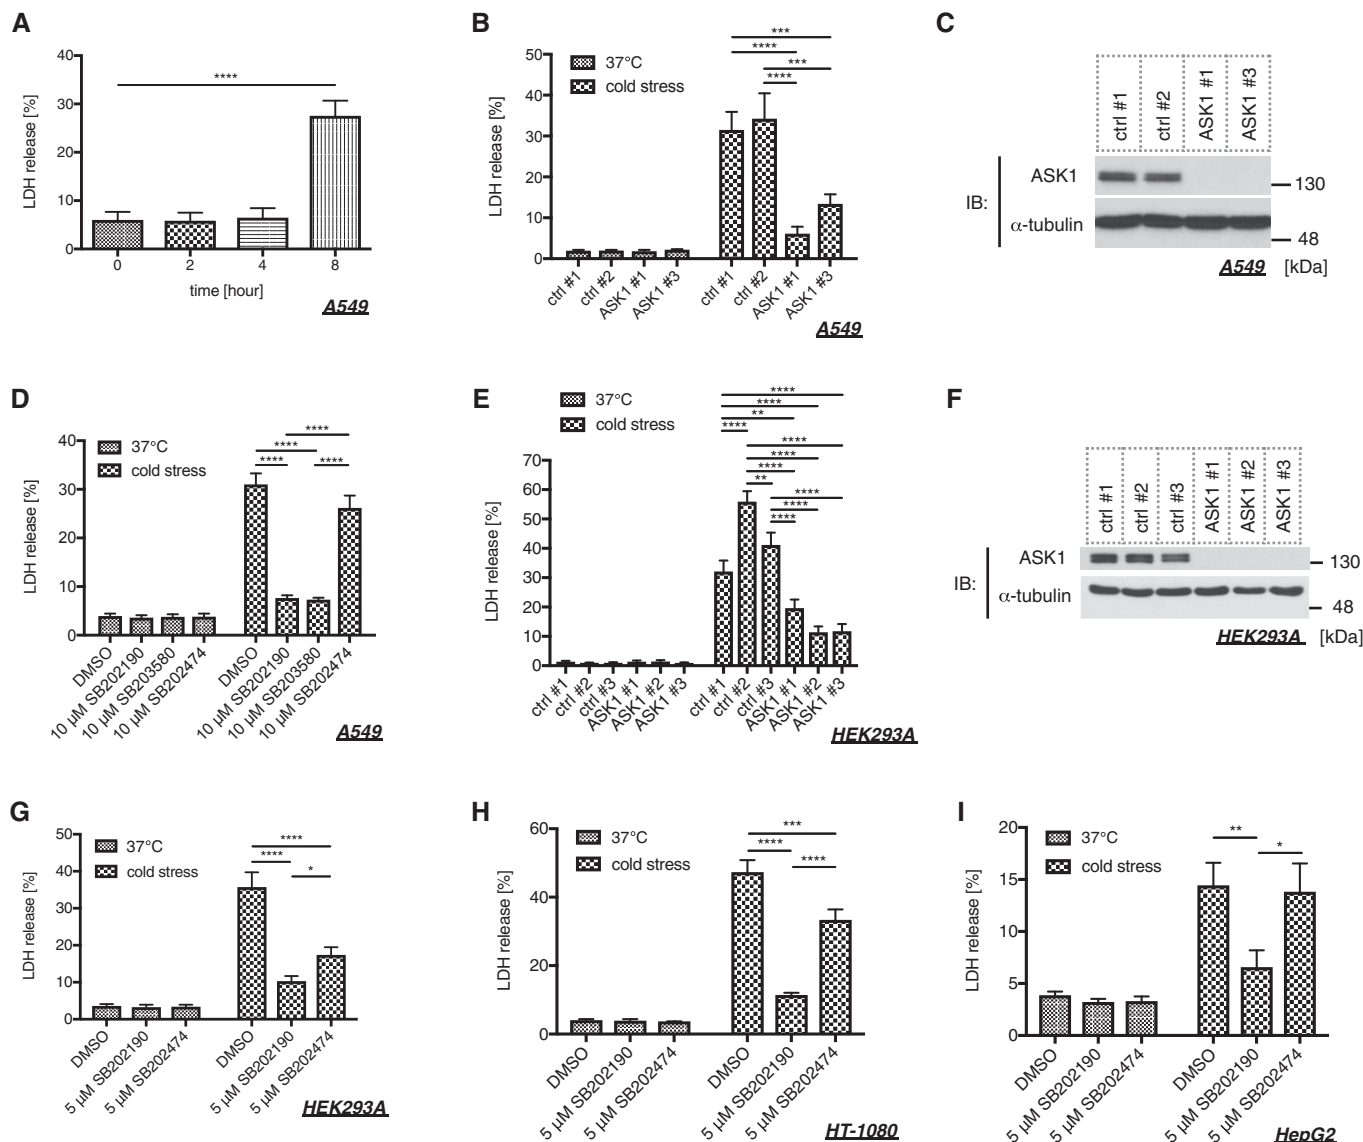 A
LDH release [%]
40
30
20
10
0
****
0 2 4 8
time [hour]
A549
B
LDH release [%]
50
40
30
20
10
0
37°C
cold stress
***
****
***
****
ctrl #1 ctrl #2 ASK1 #1 ASK1 #3 ctrl #1 ctrl #2 ASK1 #1 ASK1 #3
A549
C
ctrl #1 ctrl #2 ASK1 #1 ASK1 #3
IB:
ASK1
130
α-tubulin
48
A549 [kDa]
D
LDH release [%]
40
30
20
10
0
37°C
cold stress
****
****
**** ****
DMSO 10 μM SB202190 10 μM SB203580 10 μM SB202474 DMSO 10 μM SB202190 10 μM SB203580 10 μM SB202474
A549
E
37°C
cold stress
LDH release [%]
70
60
50
40
30
20
10
0
****
****
**
****
****
****
****
**
****
****
****
ctrl #1 ctrl #2 ctrl #3 ASK1 #1 ASK1 #2 ASK1 #3 ctrl #1 ctrl #2 ctrl #3 ASK1 #1 ASK1 #2 ASK1 #3
HEK293A
F
ctrl #1 ctrl #2 ctrl #3 ASK1 #1 ASK1 #2 ASK1 #3
IB:
ASK1
130
α-tubulin
48
HEK293A [kDa]
G
LDH release [%]
50
40
30
20
10
0
37°C
cold stress
****
****
*
DMSO 5 μM SB202190 5 μM SB202474 DMSO 5 μM SB202190 5 μM SB202474
HEK293A
H
LDH release [%]
60
40
20
0
37°C
cold stress
***
****
****
DMSO 5 μM SB202190 5 μM SB202474 DMSO 5 μM SB202190 5 μM SB202474
HT-1080
I
LDH release [%]
20
15
10
5
0
37°C
cold stress
**
*
DMSO 5 μM SB202190 5 μM SB202474 DMSO 5 μM SB202190 5 μM SB202474
HepG2